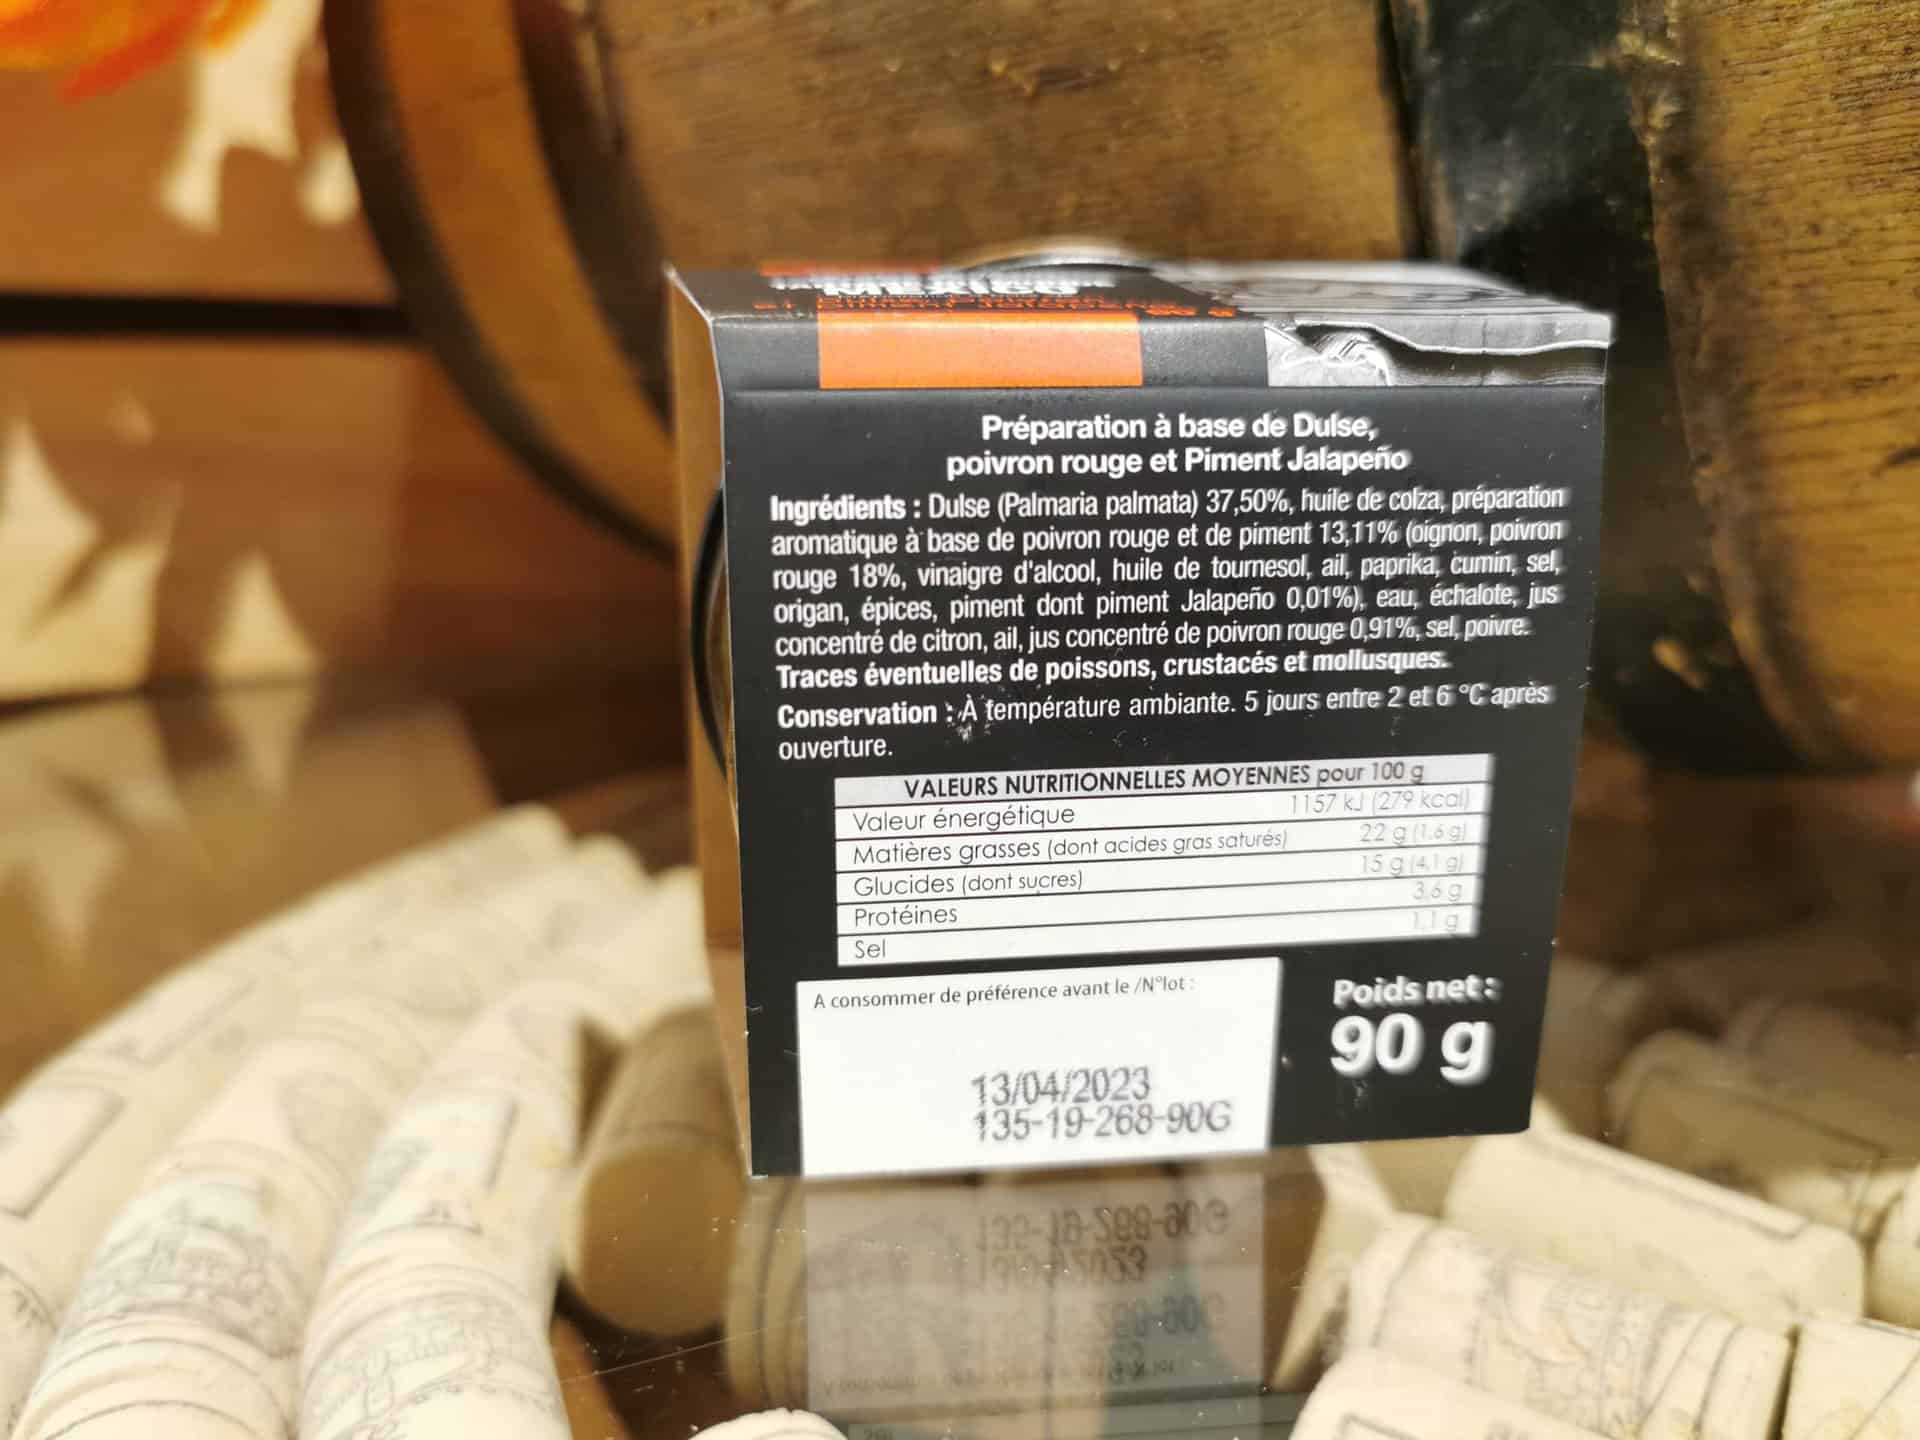 MEXICO
Préparation à base de Dulse,
poivron rouge et Piment Jalapeño
Ingrédients : Dulse (Palmaria palmata) 37,50%, huile de colza, préparation
aromatique à base de poivron rouge et de piment 13,11% (oignon, poivron
rouge 18%, vinaigre d'alcool, huile de tournesol, ail, paprika, cumin, sel,
origan, épices, piment dont piment Jalapeño 0,01%), eau, échalote, jus
concentré de citron, ail, jus concentré de poivron rouge 0,91%, sel, poivre.
Traces éventuelles de poissons, crustacés et mollusques.
Conservation : À température ambiante. 5 jours entre 2 et 6 °C après
ouverture.
VALEURS NUTRITIONNELLES MOYENNES pour 100 g
Valeur énergétique 1157 kJ (279 kcal)
Matières grasses (dont acides gras saturés) 22 g (1,6 g)
Glucides (dont sucres) 15 g (4,1 g)
Protéines 3,6 g
Sel 1,1 g
A consommer de préférence avant le /N°lot :
13/04/2023
135-19-268-90G
Poids net :
90 g